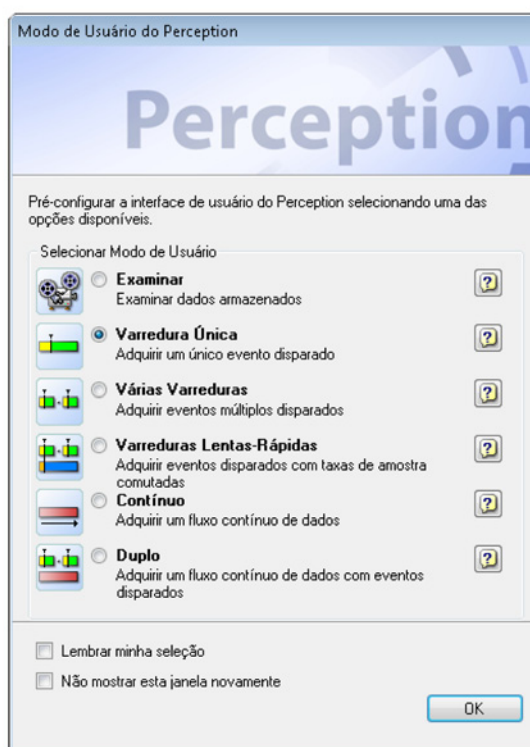 Modo de Usuário do Perception
Perception
Pré-configurar a interface de usuário do Perception selecionando uma das
opções disponíveis.
Selecionar Modo de Usuário
Examinar
Examinar dados armazenados
Varredura Única
Adquirir um único evento disparado
Várias Varreduras
Adquirir eventos múltiplos disparados
Varreduras Lentas-Rápidas
Adquirir eventos disparados com taxas de amostra
comutadas
Contínuo
Adquirir um fluxo contínuo de dados
Duplo
Adquirir um fluxo contínuo de dados com eventos
disparados
Lembrar minha seleção
Não mostrar esta janela novamente
OK